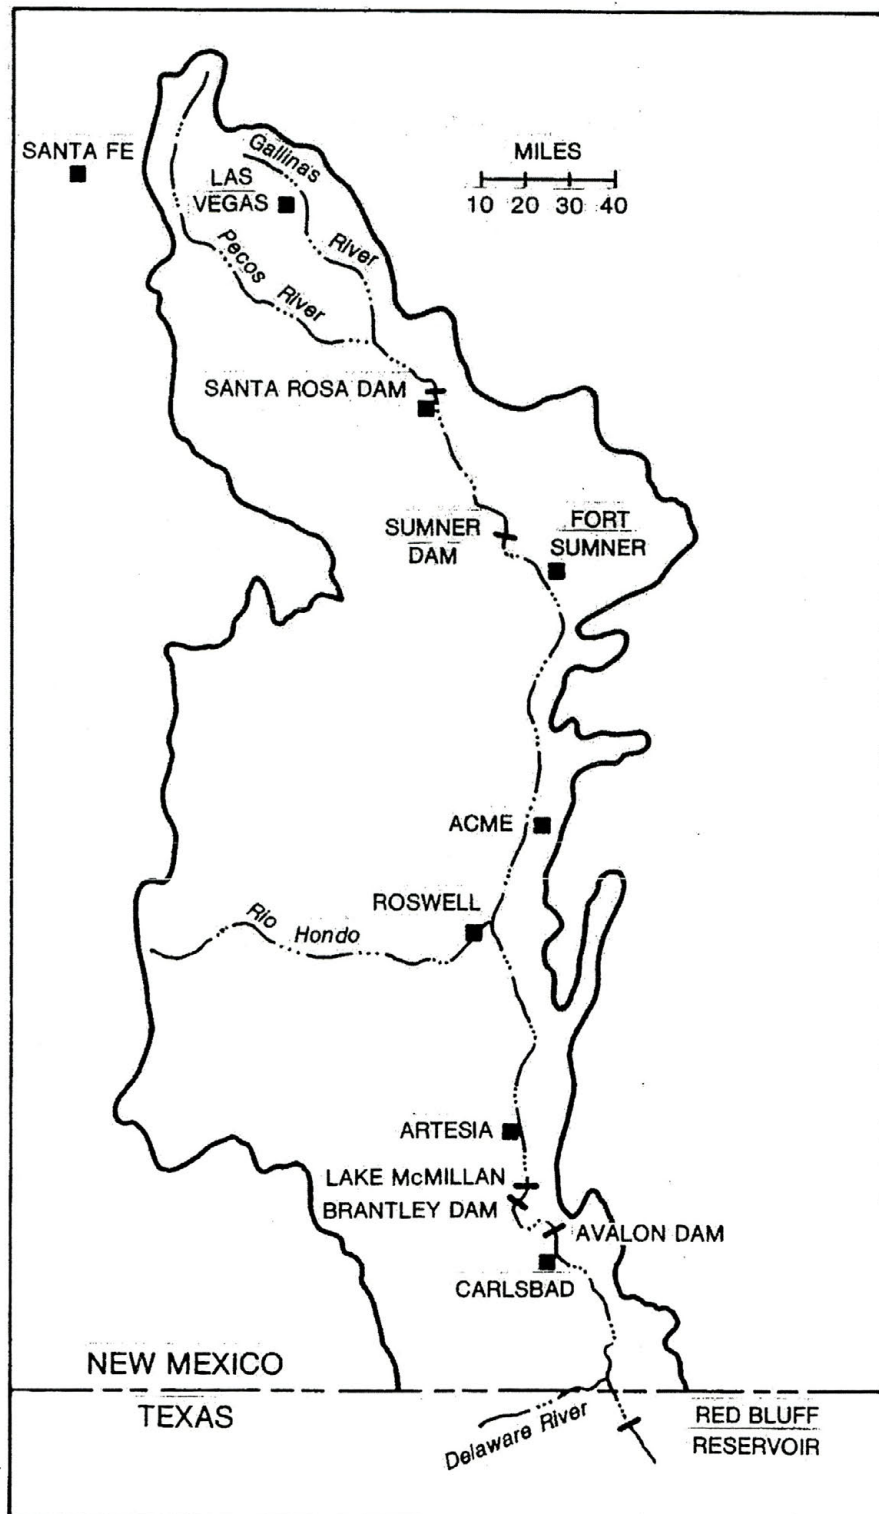 SANTA FE
Gallinas
MILES
LAS
VEGAS
10 20 30 40
River
Pecos
River
SANTA ROSA DAM
SUMNER
DAM
FORT
SUMNER
ACME
ROSWELL
Rio Hondo
ARTESIA
LAKE McMILLAN
BRANTLEY DAM
AVALON DAM
CARLSBAD
NEW MEXICO
TEXAS
Delaware River
RED BLUFF
RESERVOIR